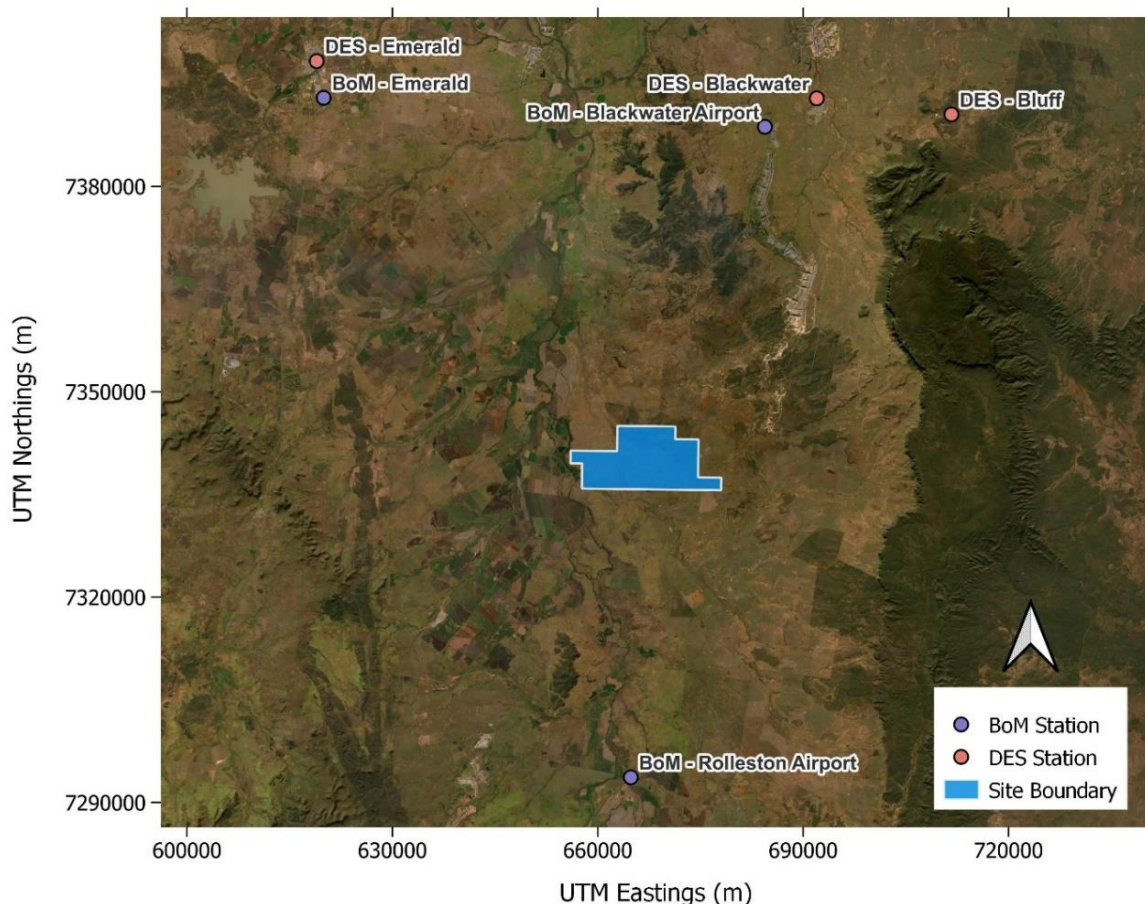 DES - Emerald
BoM - Emerald
DES - Blackwater
BoM - Blackwater Airport
DES - Bluff
7380000
7350000
7320000
7290000
UTM Northings (m)
BoM - Rolleston Airport
BoM Station
DES Station
Site Boundary
600000
630000
660000
690000
720000
UTM Eastings (m)